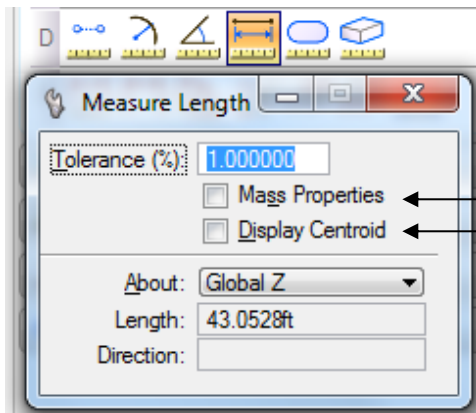 D
Measure Length
Tolerance (%): 1.000000
Mass Properties
Display Centroid
About: Global Z
Length: 43.0528ft
Direction: